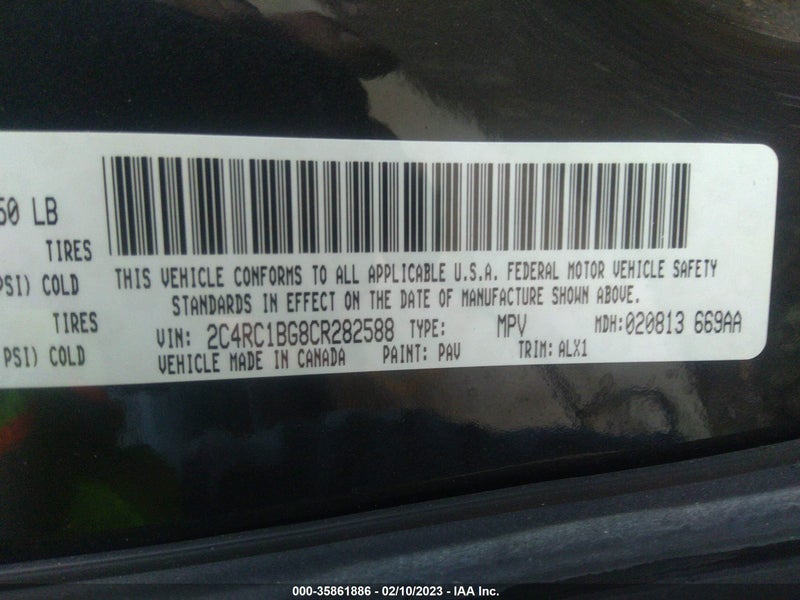 50 LB
TIRES
PSI) COLD
TIRES
PSI) COLD
THIS VEHICLE CONFORMS TO ALL APPLICABLE U.S.A. FEDERAL MOTOR VEHICLE SAFETY
STANDARDS IN EFFECT ON THE DATE OF MANUFACTURE SHOWN ABOVE.
VIN: 2C4RC1BG8CR282588 TYPE: MPV MDH:020813 669AA
VEHICLE MADE IN CANADA PAINT: PAV TRIM: ALX1
000-35861886 - 02/10/2023 - IAA Inc.